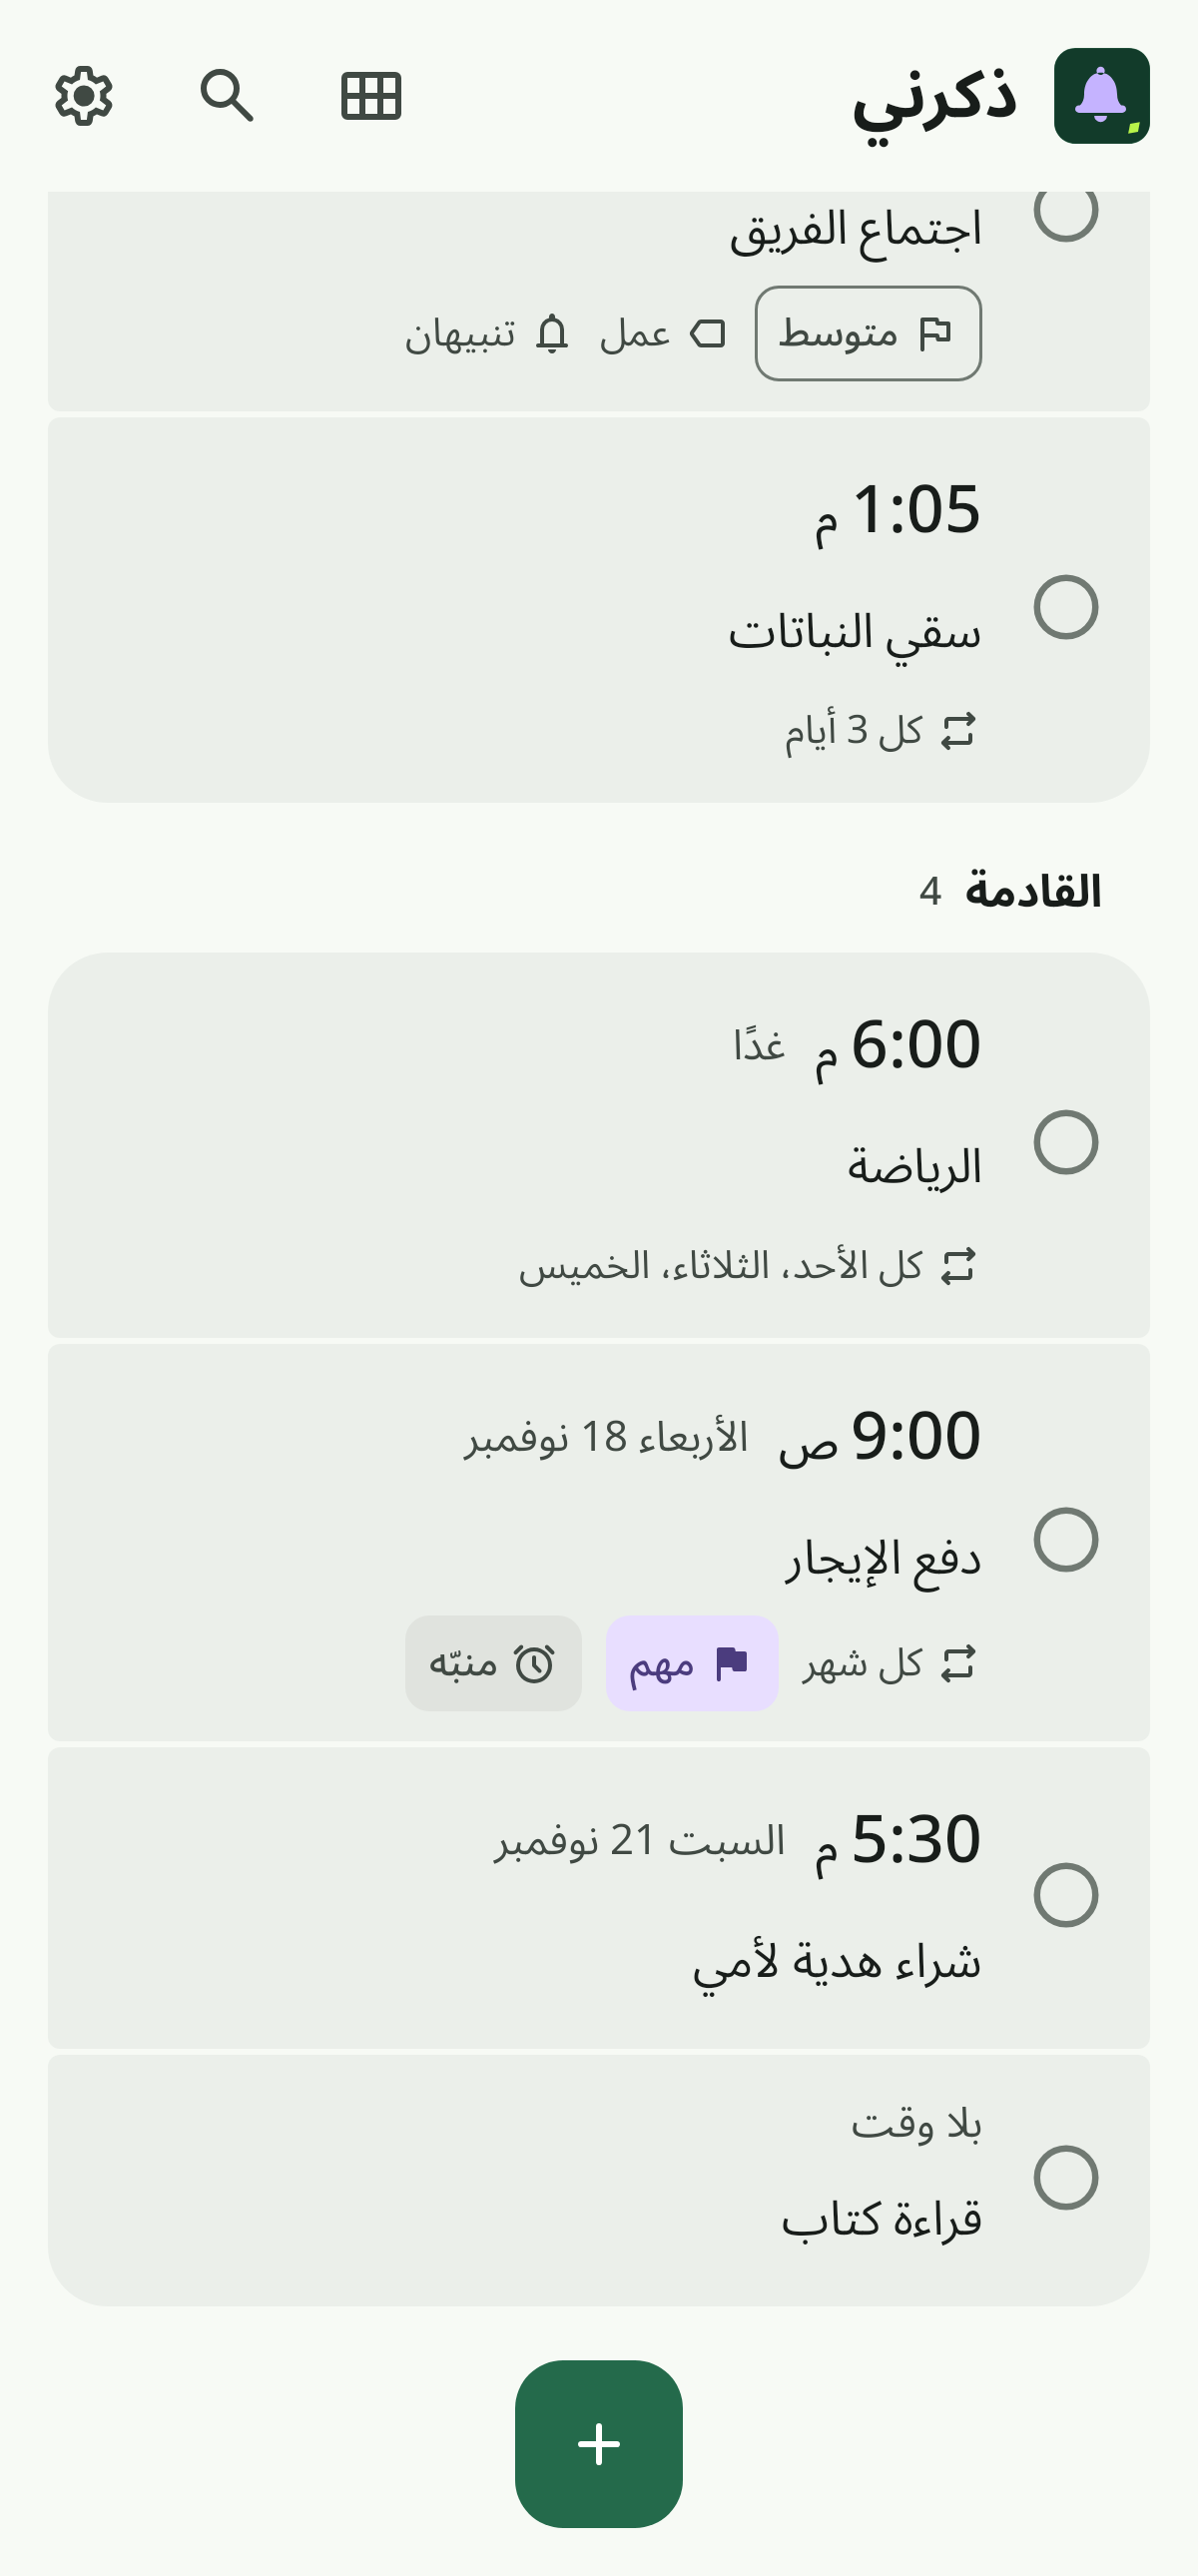 ذكرني
اجتماع الفريق
متوسط عمل تنبيهان
1:05 م
سقي النباتات
كل 3 أيام
القادمة 4
6:00 م غدًا
الرياضة
كل الأحد، الثلاثاء، الخميس
9:00 ص الأربعاء 18 نوفمبر
دفع الإيجار
كل شهر مهم منبّه
5:30 م السبت 21 نوفمبر
شراء هدية لأمي
بلا وقت
قراءة كتاب